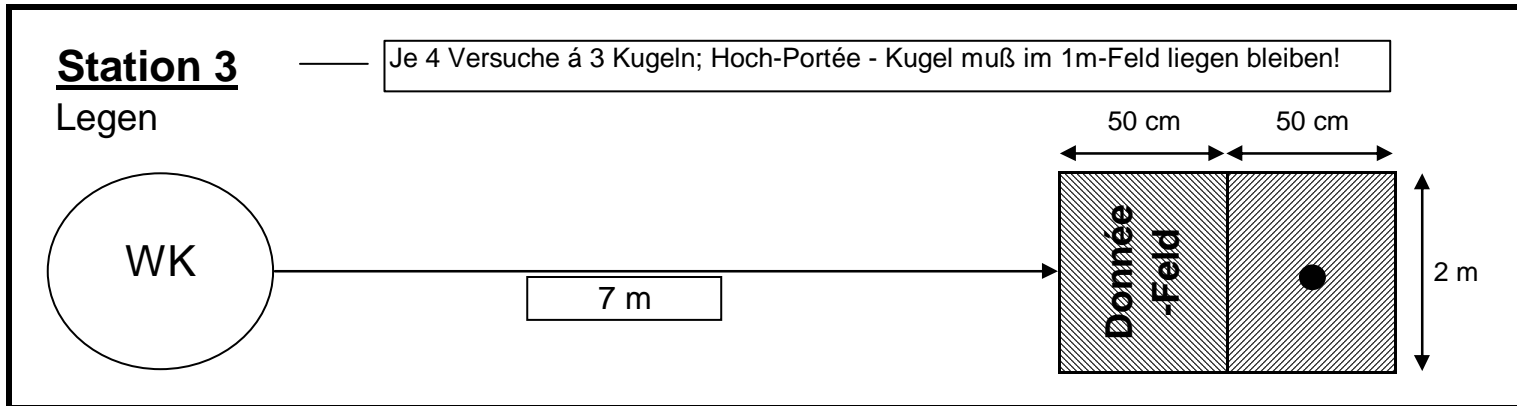 Station 3
Je 4 Versuche á 3 Kugeln; Hoch-Portée - Kugel muß im 1m-Feld liegen bleiben!
Legen
50 cm
50 cm
WK
7 m
Donnée
-Feld
2 m